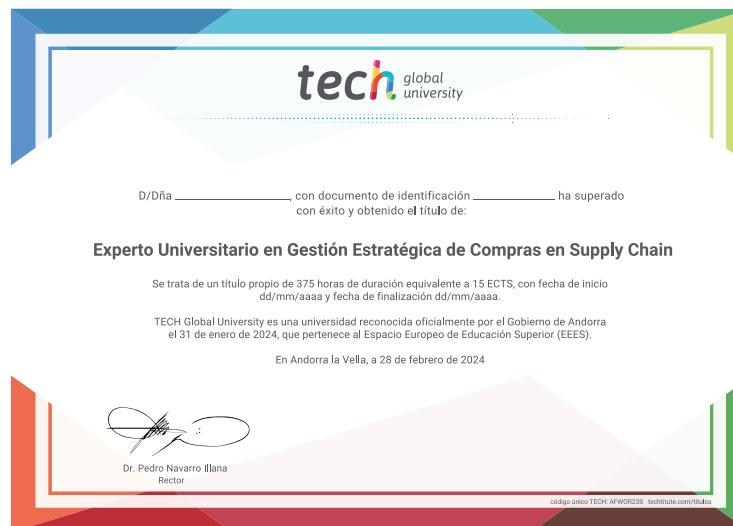 tech global
university
D/Dña ____________________, con documento de identificación ______________ ha superado
con éxito y obtenido el título de:
Experto Universitario en Gestión Estratégica de Compras en Supply Chain
Se trata de un título propio de 375 horas de duración equivalente a 15 ECTS, con fecha de inicio
dd/mm/aaaa y fecha de finalización dd/mm/aaaa.
TECH Global University es una universidad reconocida oficialmente por el Gobierno de Andorra
el 31 de enero de 2024, que pertenece al Espacio Europeo de Educación Superior (EEES).
En Andorra la Vella, a 28 de febrero de 2024
Dr. Pedro Navarro Illana
Rector
código único TECH: AFWOR23S techtitute.com/titulos